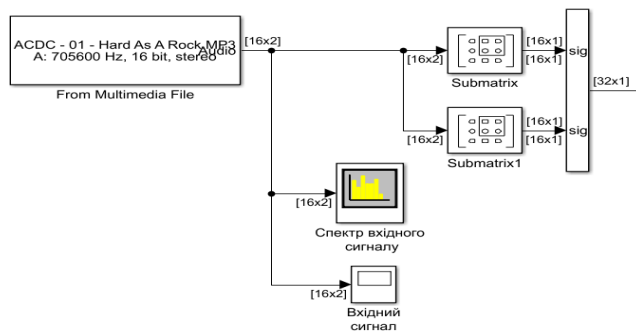 ACDC - 01 - Hard As A Rock.MP3
A: 705600 Hz, 16 bit, stereo
Audio
From Multimedia File
[16x2]
[16x2]
[16x1]
[16x1]
Submatrix
sig
[32x1]
[16x2]
[16x1]
[16x1]
Submatrix1
sig
[16x2]
Спектр вхідного
сигналу
[16x2]
Вхідний
сигнал